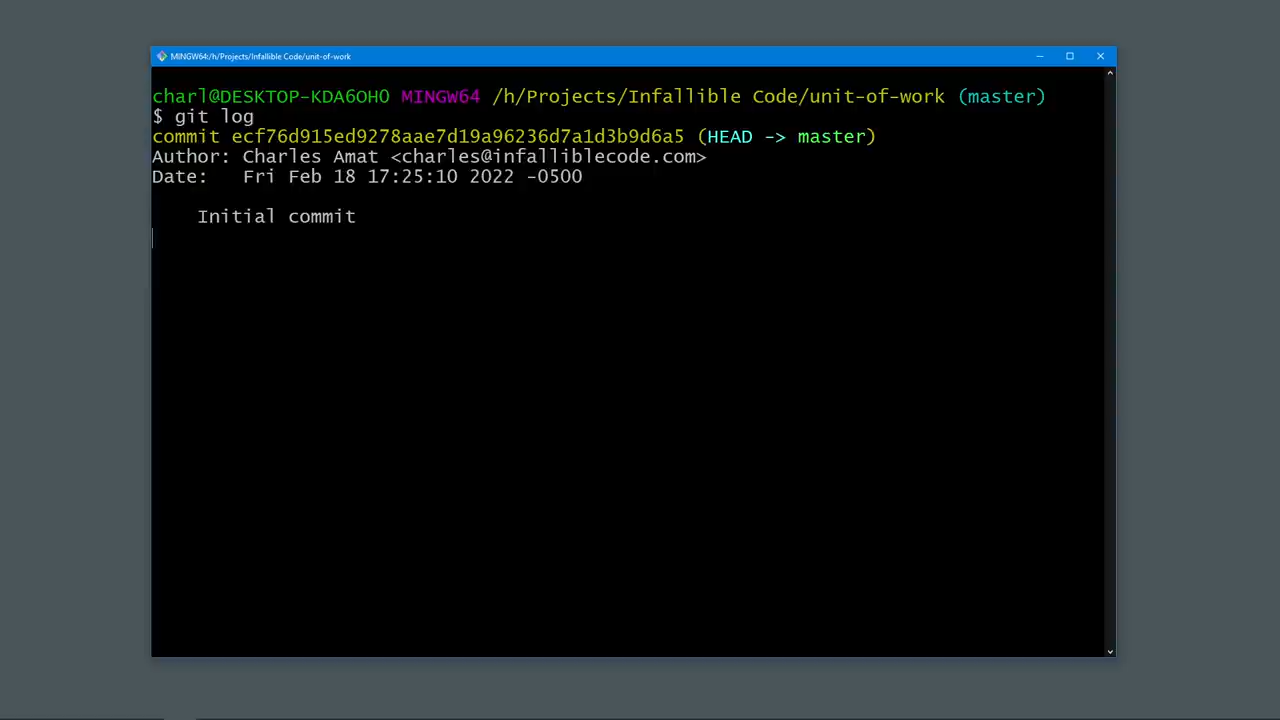 MINGW64:/h/Projects/Infallible Code/unit-of-work
charl@DESKTOP-KDA6OHO MINGW64 /h/Projects/Infallible Code/unit-of-work (master)
$ git log
commit ecf76d915ed9278aae7d19a96236d7a1d3b9d6a5 (HEAD -> master)
Author: Charles Amat <charles@infalliblecode.com>
Date:   Fri Feb 18 17:25:10 2022 -0500
    Initial commit